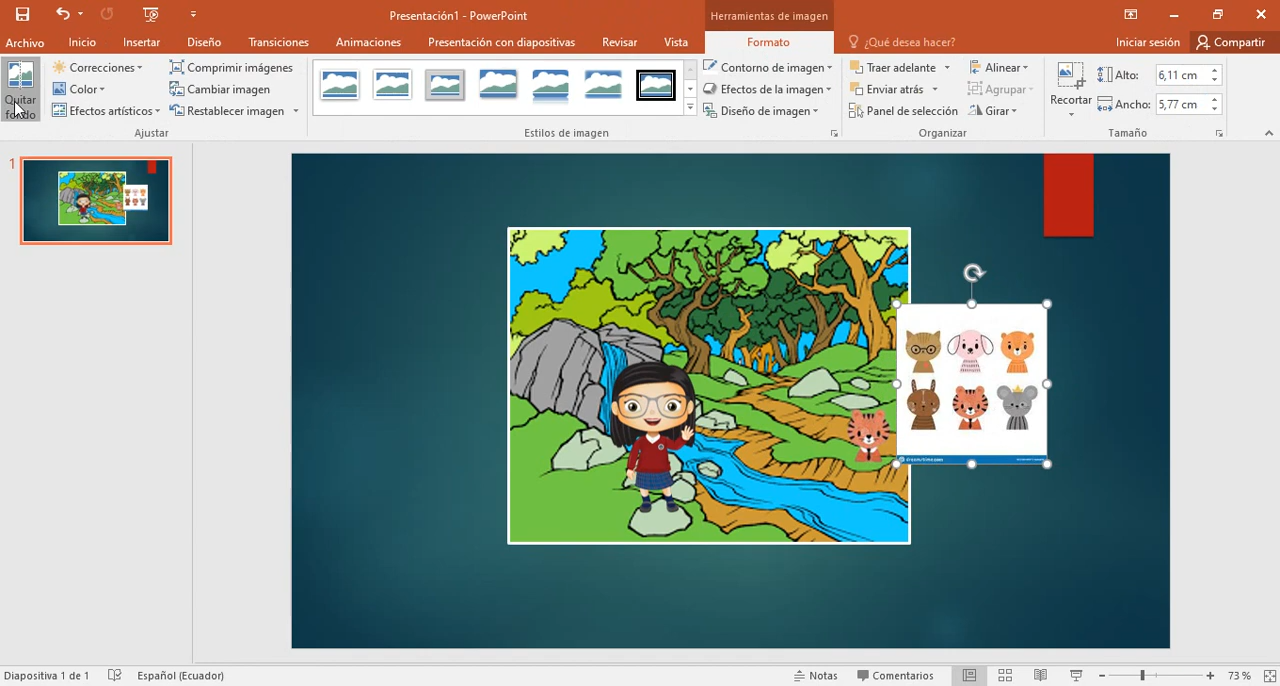 Presentación1 - PowerPoint
Herramientas de imagen
Archivo Inicio Insertar Diseño Transiciones Animaciones Presentación con diapositivas Revisar Vista Formato ¿Qué desea hacer? Iniciar sesión Compartir
Quitar fondo
Correcciones
Color
Efectos artísticos
Comprimir imágenes
Cambiar imagen
Restablecer imagen
Ajustar
Estilos de imagen
Contorno de imagen
Efectos de la imagen
Diseño de imagen
Traer adelante
Enviar atrás
Panel de selección
Alinear
Agrupar
Girar
Organizar
Recortar
Alto: 6,11 cm
Ancho: 5,77 cm
Tamaño
1
Diapositiva 1 de 1 Español (Ecuador) Notas Comentarios 73 %